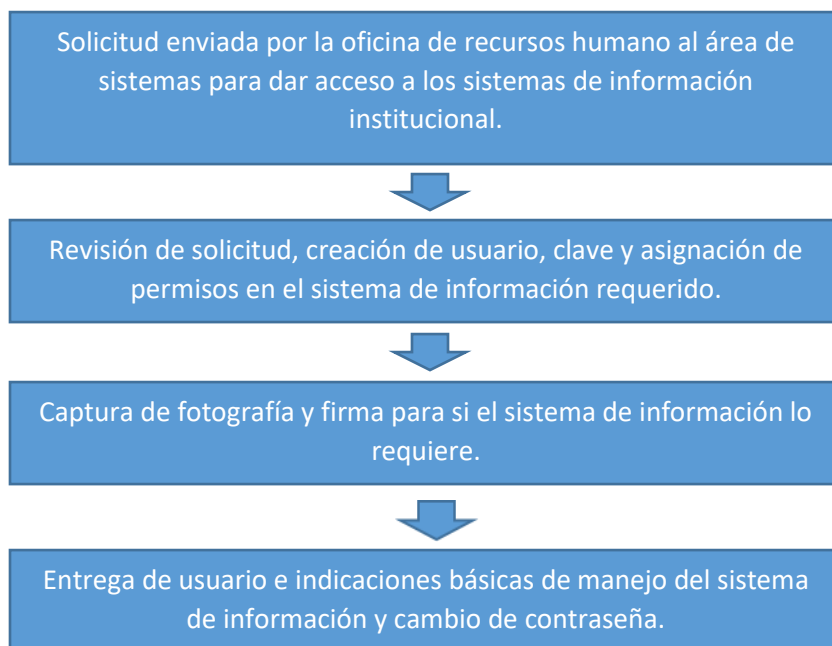 Solicitud enviada por la oficina de recursos humano al área de
sistemas para dar acceso a los sistemas de información
institucional.
Revisión de solicitud, creación de usuario, clave y asignación de
permisos en el sistema de información requerido.
Captura de fotografía y firma para si el sistema de información lo
requiere.
Entrega de usuario e indicaciones básicas de manejo del sistema
de información y cambio de contraseña.